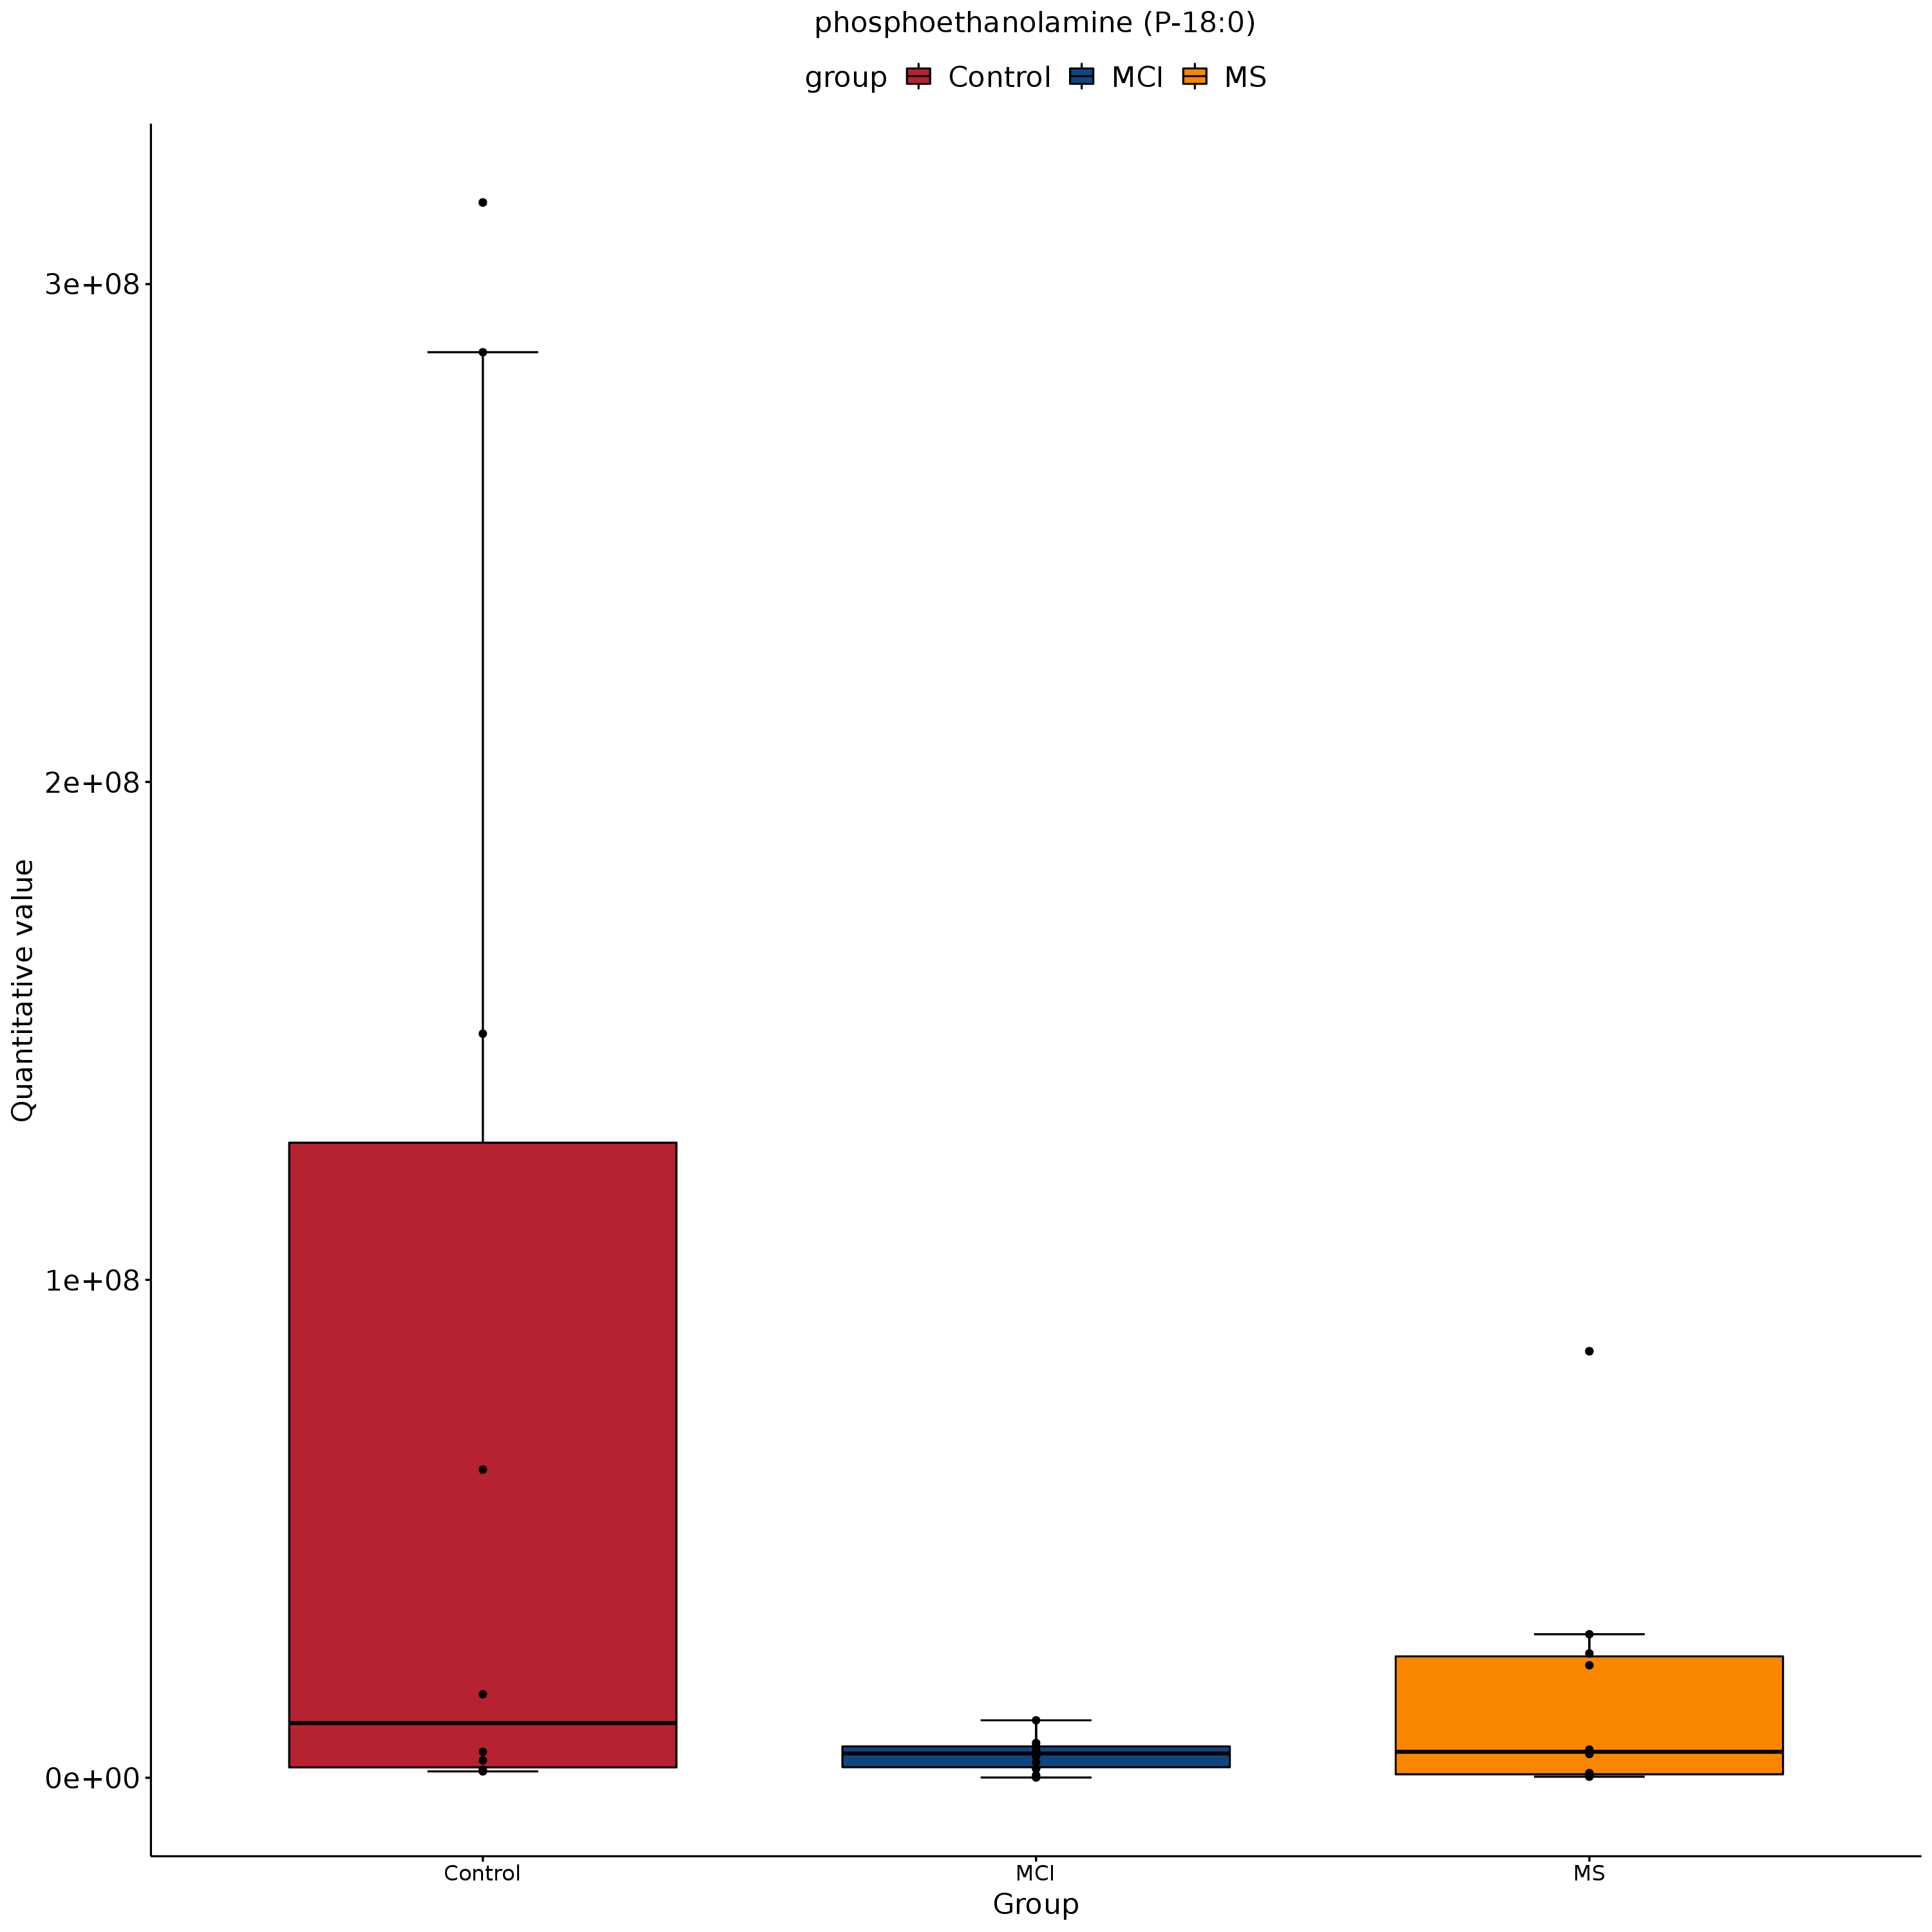 phosphoethanolamine (P-18:0)
group Control MCI MS
3e+08
2e+08
1e+08
0e+00
Quantitative value
Control MCI MS
Group